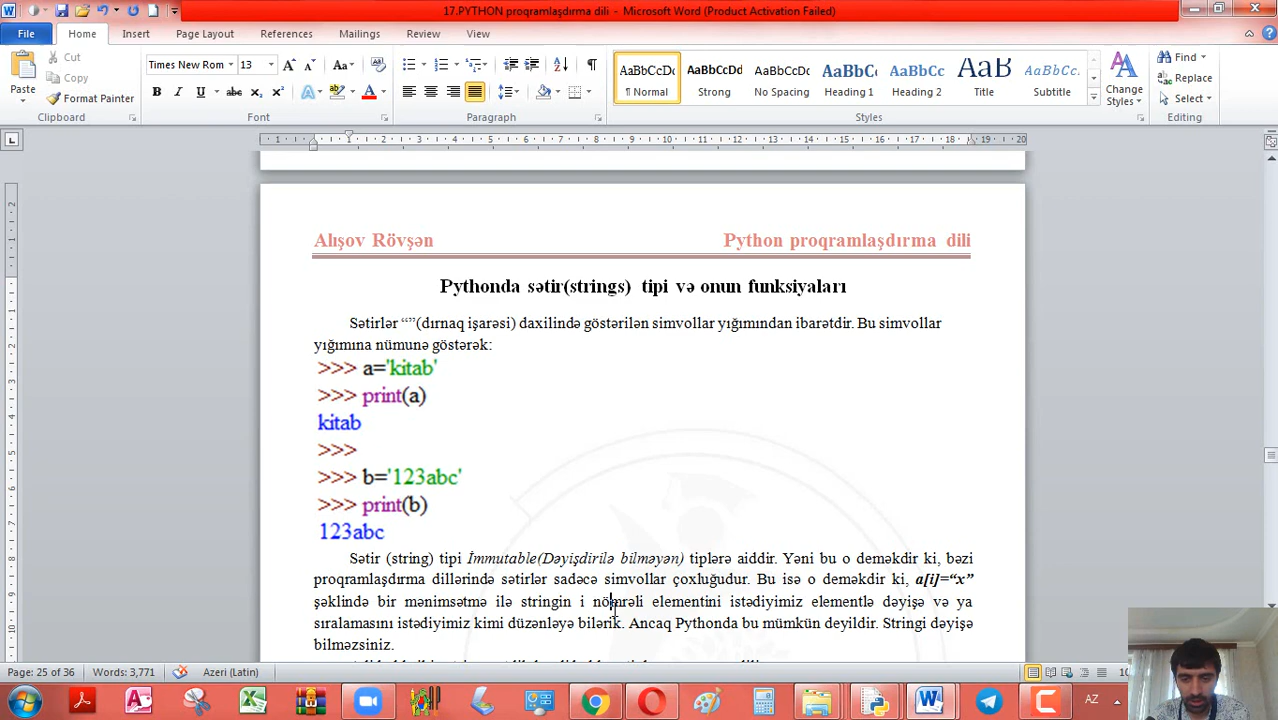 17.PYTHON proqramlaşdırma dili - Microsoft Word (Product Activation Failed)
File Home Insert Page Layout References Mailings Review View
Paste
Cut
Copy
Format Painter
Clipboard
Times New Rom 13
Font
Paragraph
AaBbCcDc AaBbCcDd AaBbCcDc AaBbC AaBbCc AaB AaBbCcDc
¶ Normal Strong No Spacing Heading 1 Heading 2 Title Subtitle
Change Styles
Styles
Find
Replace
Select
Editing
Alışov Rövşən Python proqramlaşdırma dili
Pythonda sətir(strings) tipi və onun funksiyaları
Sətirlər “”(dırnaq işarəsi) daxilində göstərilən simvollar yığımından ibarətdir. Bu simvollar
yığımına nümunə göstərək:
>>> a='kitab'
>>> print(a)
kitab
>>>
>>> b='123abc'
>>> print(b)
123abc
Sətir (string) tipi İmmutable(Dəyişdirilə bilməyən) tiplərə aiddir. Yəni bu o deməkdir ki, bəzi
proqramlaşdırma dillərində sətirlər sadəcə simvollar çoxluğudur. Bu isə o deməkdir ki, a[i]=“x”
şəklində bir mənimsətmə ilə stringin i nömrəli elementini istədiyimiz elementlə dəyişə və ya
sıralamasını istədiyimiz kimi düzənləyə bilərik. Ancaq Pythonda bu mümkün deyildir. Stringi dəyişə
bilməzsiniz.
Page: 25 of 36 Words: 3,771 Azeri (Latin)
AZ